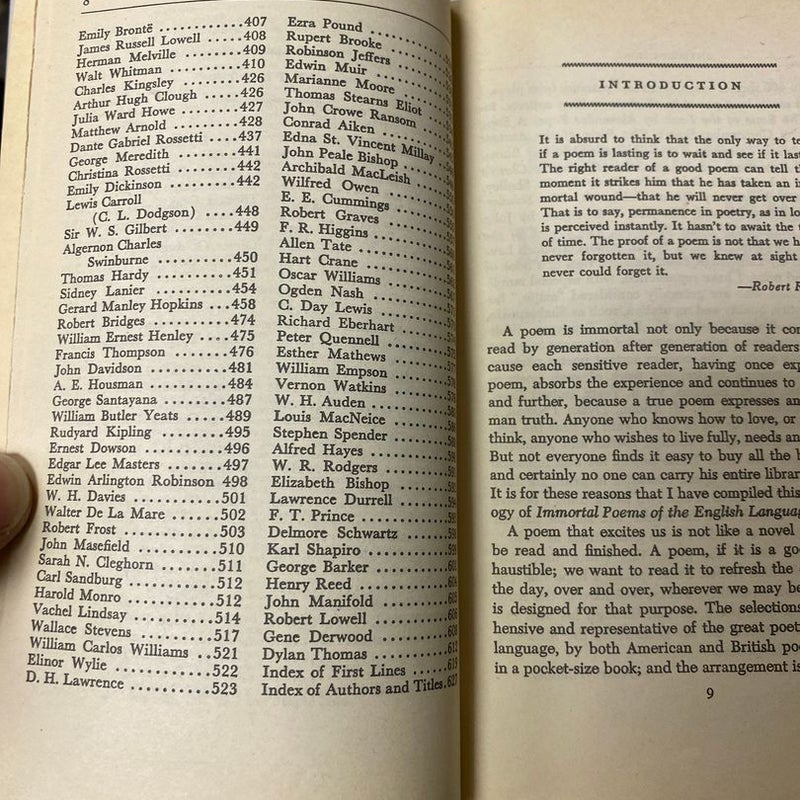 8
Emily Brontë ...........407
James Russell Lowell .....408
Herman Melville ........409
Walt Whitman ..........410
Charles Kingsley ........426
Arthur Hugh Clough .....426
Julia Ward Howe ........427
Matthew Arnold .........428
Dante Gabriel Rossetti ....437
George Meredith ........441
Christina Rossetti .......442
Emily Dickinson .........442
Lewis Carroll
(C. L. Dodgson) ....448
Sir W. S. Gilbert ........449
Algernon Charles
Swinburne ..........450
Thomas Hardy ..........451
Sidney Lanier ..........454
Gerard Manley Hopkins ...458
Robert Bridges ..........474
William Ernest Henley ....475
Francis Thompson .......476
John Davidson ..........481
A. E. Housman ..........484
George Santayana ........487
William Butler Yeats .....489
Rudyard Kipling ........495
Ernest Dowson ..........496
Edgar Lee Masters .......497
Edwin Arlington Robinson 498
W. H. Davies ...........501
Walter De La Mare ......502
Robert Frost ............503
John Masefield ..........510
Sarah N. Cleghorn .......511
Carl Sandburg ..........512
Harold Monro ..........512
Vachel Lindsay ..........514
Wallace Stevens .........517
William Carlos Williams ..521
Elinor Wylie ...........522
D. H. Lawrence ..........523
Ezra Pound
Rupert Brooke
Robinson Jeffers
Edwin Muir
Marianne Moore
Thomas Stearns Eliot
John Crowe Ransom
Conrad Aiken
Edna St. Vincent Millay
John Peale Bishop
Archibald MacLeish
Wilfred Owen
E. E. Cummings
Robert Graves
F. R. Higgins
Allen Tate
Hart Crane
Oscar Williams
Ogden Nash
C. Day Lewis
Richard Eberhart
Peter Quennell
Esther Mathews
William Empson
Vernon Watkins
W. H. Auden
Louis MacNeice
Stephen Spender
Alfred Hayes
W. R. Rodgers
Elizabeth Bishop
Lawrence Durrell
F. T. Prince
Delmore Schwartz
Karl Shapiro
George Barker
Henry Reed
John Manifold
Robert Lowell
Gene Derwood
Dylan Thomas
Index of First Lines
Index of Authors and Titles
INTRODUCTION
It is absurd to think that the only way to
if a poem is lasting is to wait and see if it
The right reader of a good poem can tell
moment it strikes him that he has taken an
mortal wound—that he will never get over
That is to say, permanence in poetry, as in
is perceived instantly. It hasn't to await the
of time. The proof of a poem is not that we
never forgotten it, but we knew at sight
never could forget it.
—Robert
A poem is immortal not only because it
read by generation after generation of readers
cause each sensitive reader, having once
poem, absorbs the experience and continues to
and further, because a true poem expresses
man truth. Anyone who knows how to love, or
think, anyone who wishes to live fully, needs
But not everyone finds it easy to buy all the
and certainly no one can carry his entire
It is for these reasons that I have compiled this
ogy of Immortal Poems of the English
A poem that excites us is not like a novel
be read and finished. A poem, if it is a
haustible; we want to read it to refresh the
the day, over and over, wherever we may be
is designed for that purpose. The selections
hensive and representative of the great
language, by both American and British
in a pocket-size book; and the arrangement is
9